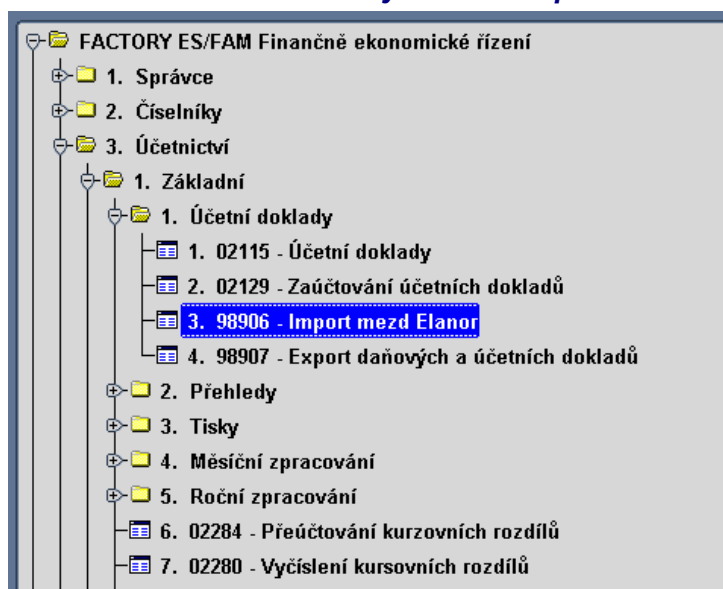 FACTORY ES/FAM Finančně ekonomické řízení
1. Správce
2. Číselníky
3. Účetnictví
1. Základní
1. Účetní doklady
1. 02115 - Účetní doklady
2. 02129 - Zaúčtování účetních dokladů
3. 98906 - Import mezd Elanor
4. 98907 - Export daňových a účetních dokladů
2. Přehledy
3. Tisky
4. Měsíční zpracování
5. Roční zpracování
6. 02284 - Přeúčtování kurzovních rozdílů
7. 02280 - Vyčíslení kursovních rozdílů